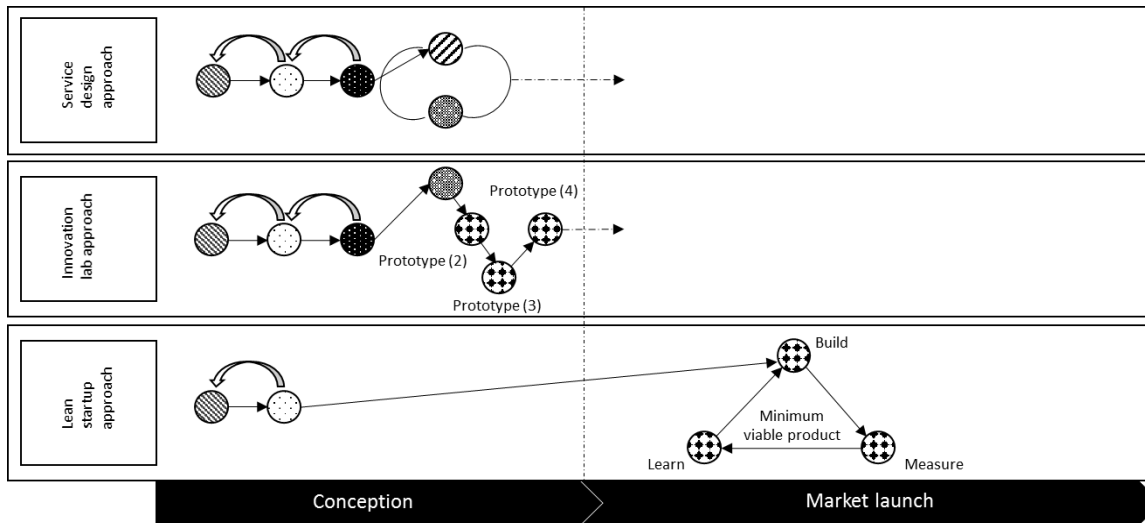 Service
design
approach
Innovation
lab approach
Prototype (4)
Prototype (2)
Prototype (3)
Lean
startup
approach
Build
Minimum
viable product
Learn
Measure
Conception
Market launch